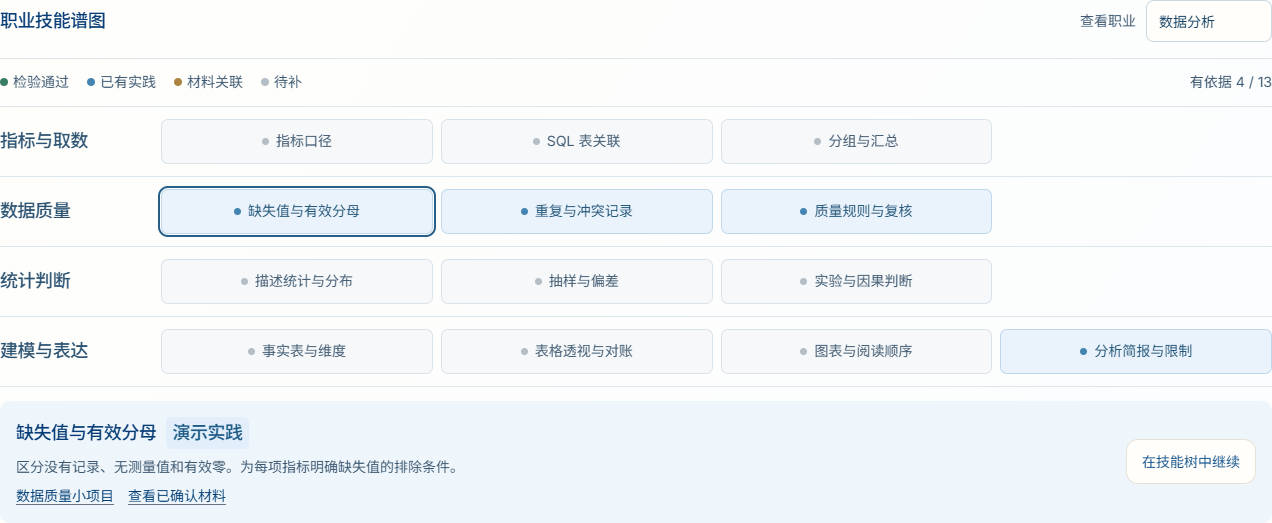 职业技能谱图
查看职业 数据分析
检验通过 已有实践 材料关联 待补 有依据 4 / 13
指标与取数 指标口径 SQL 表关联 分组与汇总
数据质量 缺失值与有效分母 重复与冲突记录 质量规则与复核
统计判断 描述统计与分布 抽样与偏差 实验与因果判断
建模与表达 事实表与维度 表格透视与对账 图表与阅读顺序 分析简报与限制
缺失值与有效分母 演示实践
区分没有记录、无测量值和有效零。为每项指标明确缺失值的排除条件。
在技能树中继续
数据质量小项目 查看已确认材料